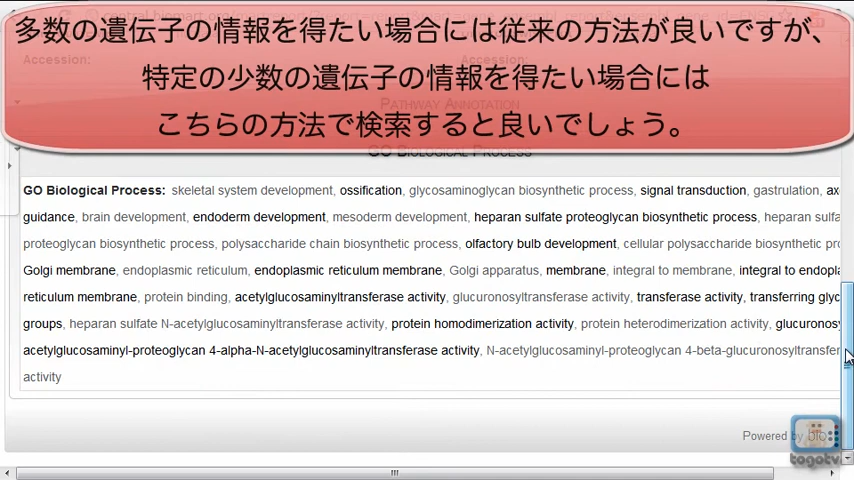 多数の遺伝子の情報を得たい場合には従来の方法が良いですが、
Accession:
特定の少数の遺伝子の情報を得たい場合には
PATHWAY ANNOTATION
こちらの方法で検索すると良いでしょう。
GO BIOLOGICAL PROCESS
GO Biological Process: skeletal system development, ossification, glycosaminoglycan biosynthetic process, signal transduction, gastrulation,
guidance, brain development, endoderm development, mesoderm development, heparan sulfate proteoglycan biosynthetic process, heparan
proteoglycan biosynthetic process, polysaccharide chain biosynthetic process, olfactory bulb development, cellular polysaccharide biosynthetic
Golgi membrane, endoplasmic reticulum, endoplasmic reticulum membrane, Golgi apparatus, membrane, integral to membrane, integral to
reticulum membrane, protein binding, acetylglucosaminyltransferase activity, glucuronosyltransferase activity, transferase activity, transferring
groups, heparan sulfate N-acetylglucosaminyltransferase activity, protein homodimerization activity, protein heterodimerization activity,
acetylglucosaminyl-proteoglycan 4-alpha-N-acetylglucosaminyltransferase activity, N-acetylglucosaminyl-proteoglycan
activity
Powered by
togotv